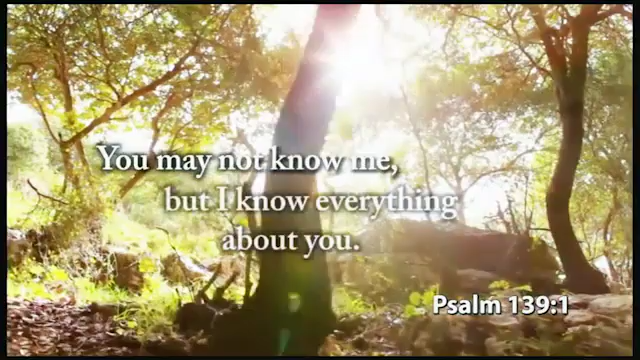 You may not know me,
but I know everything
about you.
Psalm 139:1